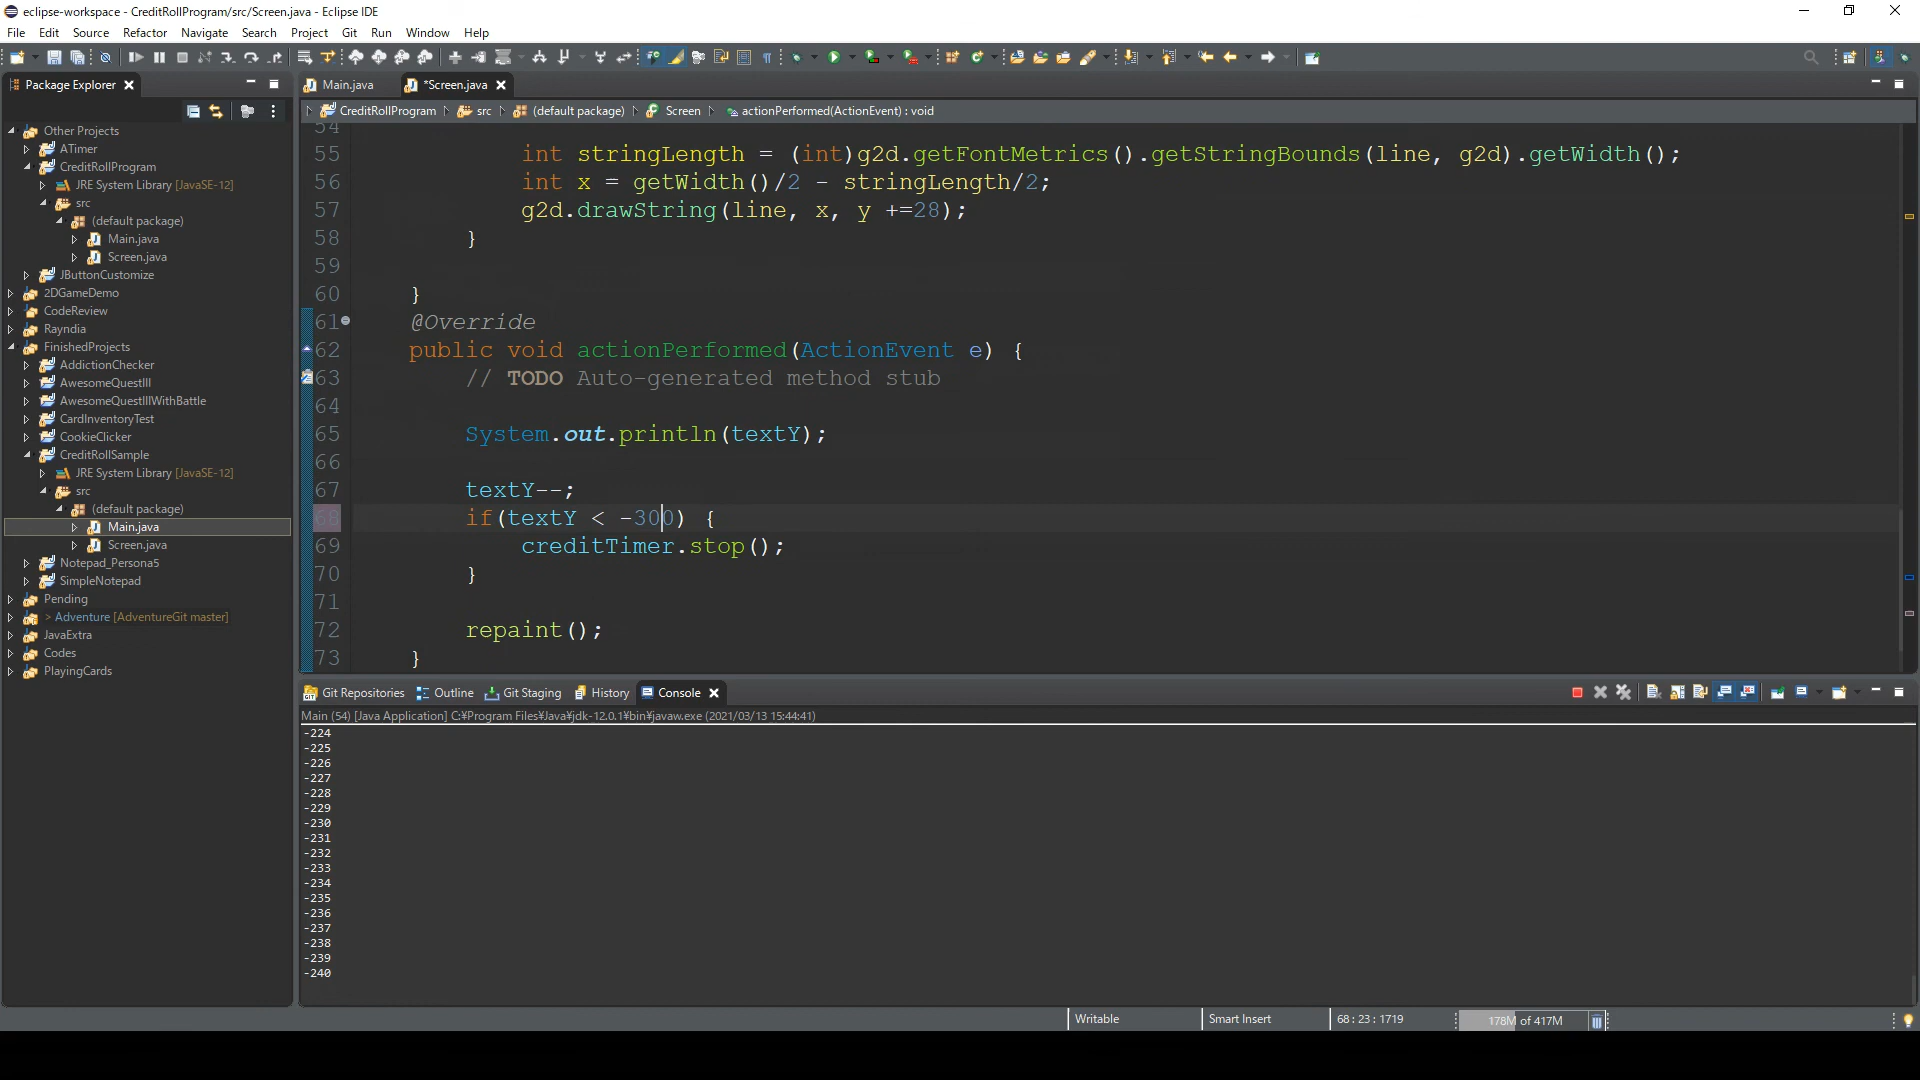 eclipse-workspace - CreditRollProgram/src/Screen.java - Eclipse IDE
File Edit Source Refactor Navigate Search Project Git Run Window Help
Package Explorer
Main.java *Screen.java
CreditRollProgram src (default package) Screen actionPerformed(ActionEvent) : void
Other Projects
ATimer
CreditRollProgram
JRE System Library [JavaSE-12]
src
(default package)
Main.java
Screen.java
JButtonCustomize
2DGameDemo
CodeReview
Rayndia
FinishedProjects
AddictionChecker
AwesomeQuestIII
AwesomeQuestIIIWithBattle
CardInventoryTest
CookieClicker
CreditRollSample
JRE System Library [JavaSE-12]
src
(default package)
Main.java
Screen.java
Notepad_Persona5
SimpleNotepad
Pending
> Adventure [AdventureGit master]
JavaExtra
Codes
PlayingCards
54
55 int stringLength = (int)g2d.getFontMetrics().getStringBounds(line, g2d).getWidth();
56 int x = getWidth()/2 - stringLength/2;
57 g2d.drawString(line, x, y +=28);
58 }
59
60 }
61 @Override
62 public void actionPerformed(ActionEvent e) {
63 // TODO Auto-generated method stub
64
65 System.out.println(textY);
66
67 textY--;
68 if(textY < -300) {
69 creditTimer.stop();
70 }
71
72 repaint();
73 }
Git Repositories Outline Git Staging History Console
Main (54) [Java Application] C:¥Program Files¥Java¥jdk-12.0.1¥bin¥javaw.exe (2021/03/13 15:44:41)
-224
-225
-226
-227
-228
-229
-230
-231
-232
-233
-234
-235
-236
-237
-238
-239
-240
Writable Smart Insert 68 : 23 : 1719 178M of 417M